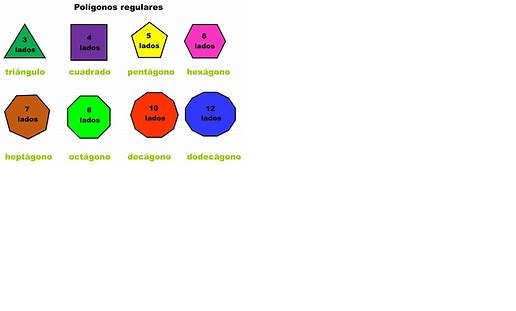 Polígonos regulares
3
lados
4
lados
5
lados
6
lados
triángulo
cuadrado
pentágono
hexágono
7
lados
8
lados
10
lados
12
lados
heptágono
octágono
decágono
dodecágono